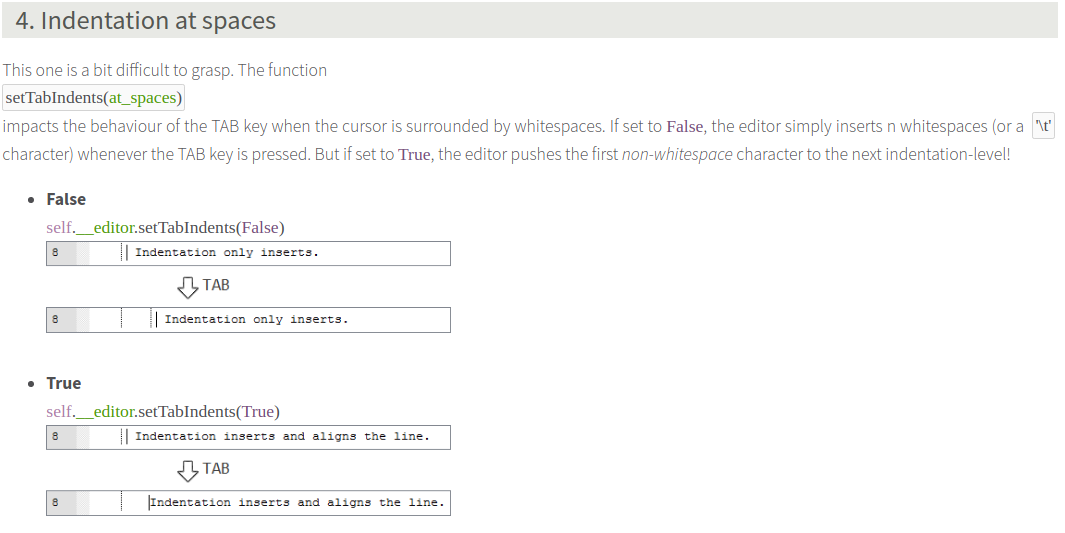 4. Indentation at spaces
This one is a bit difficult to grasp. The function
setTabIndents(at_spaces)
impacts the behaviour of the TAB key when the cursor is surrounded by whitespaces. If set to False, the editor simply inserts n whitespaces (or a '\t'
character) whenever the TAB key is pressed. But if set to True, the editor pushes the first non-whitespace character to the next indentation-level!
• False
self.__editor.setTabIndents(False)
8 Indentation only inserts.
TAB
8 Indentation only inserts.
• True
self.__editor.setTabIndents(True)
8 Indentation inserts and aligns the line.
TAB
8 Indentation inserts and aligns the line.